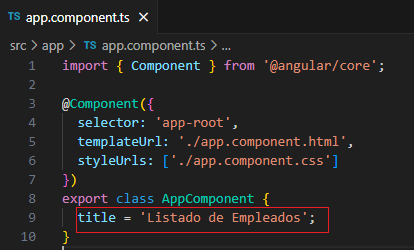 TS app.component.ts ×
src > app > TS app.component.ts > ...
1 import { Component } from '@angular/core';
2
3 @Component({
4 selector: 'app-root',
5 templateUrl: './app.component.html',
6 styleUrls: ['./app.component.css']
7 })
8 export class AppComponent {
9 title = 'Listado de Empleados';
10 }